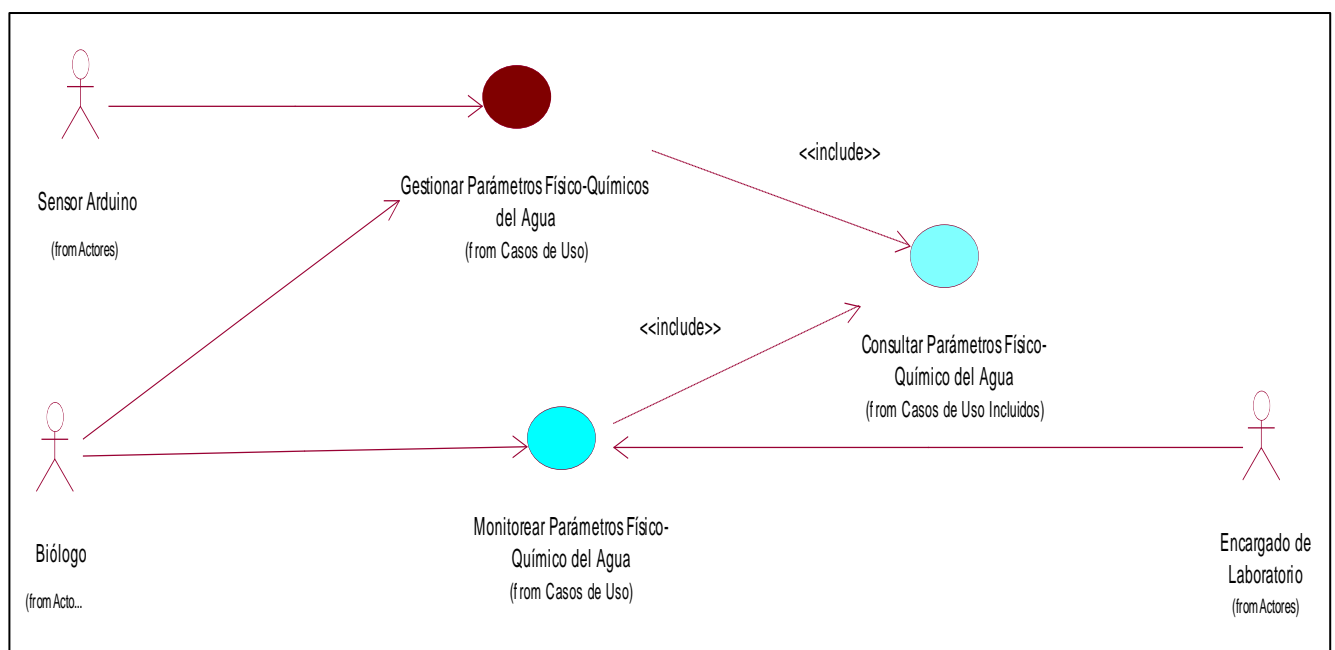 Sensor Arduino
(from Actores)
Gestionar Parámetros Físico-Químicos
del Agua
(from Casos de Uso)
<<include>>
<<include>>
Consultar Parámetros Físico-
Químico del Agua
(from Casos de Uso Incluidos)
Biólogo
(from Acto...
Monitorear Parámetros Físico-
Químico del Agua
(from Casos de Uso)
Encargado de
Laboratorio
(from Actores)